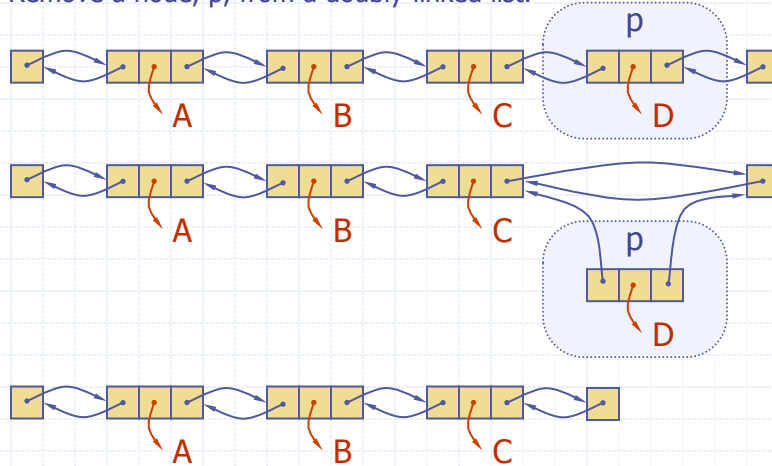 Remove a node, p, from a doubly-linked list.
p
A B C D
A B C
p
D
A B C